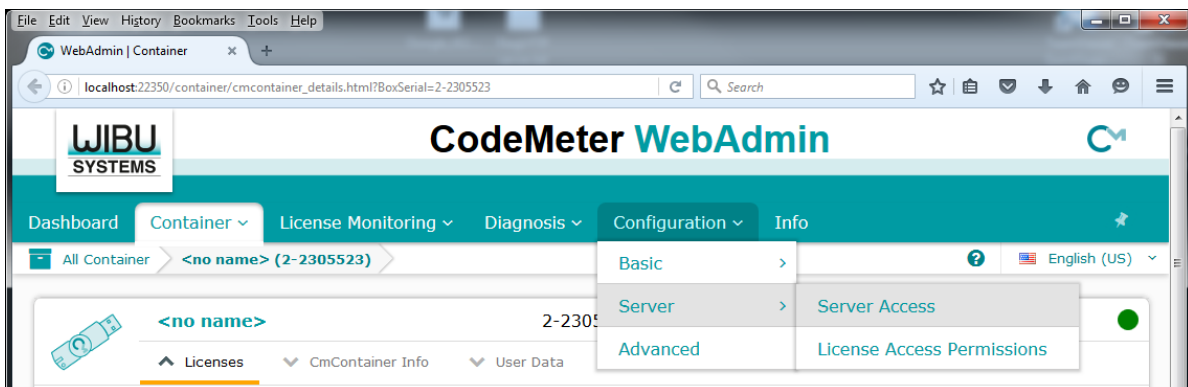 File Edit View History Bookmarks Tools Help
WebAdmin | Container × +
localhost:22350/container/cmcontainer_details.html?BoxSerial=2-2305523 Search
WIBU SYSTEMS
CodeMeter WebAdmin
Dashboard Container License Monitoring Diagnosis Configuration Info
All Container <no name> (2-2305523) English (US)
Basic
<no name> 2-230
Server Server Access
Licenses CmContainer Info User Data
Advanced License Access Permissions